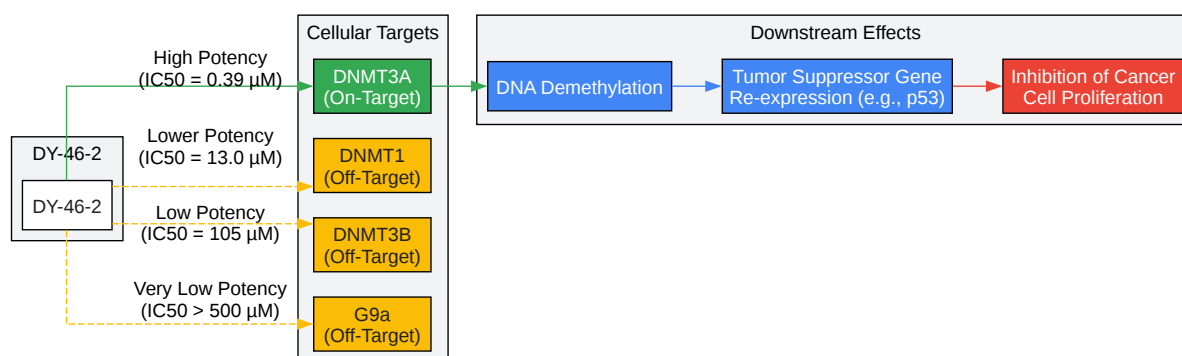 Cellular Targets
Downstream Effects
High Potency
(IC50 = 0.39 µM)
DNMT3A
(On-Target)
DNA Demethylation
Tumor Suppressor Gene
Re-expression (e.g., p53)
Inhibition of Cancer
Cell Proliferation
Lower Potency
(IC50 = 13.0 µM)
DNMT1
(Off-Target)
DY-46-2
DY-46-2
Low Potency
(IC50 = 105 µM)
DNMT3B
(Off-Target)
Very Low Potency
(IC50 > 500 µM)
G9a
(Off-Target)